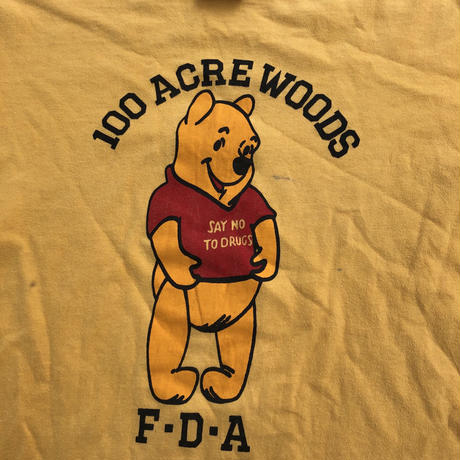 100 ACRE WOODS
SAY NO
TO DRUGS
F·D·A